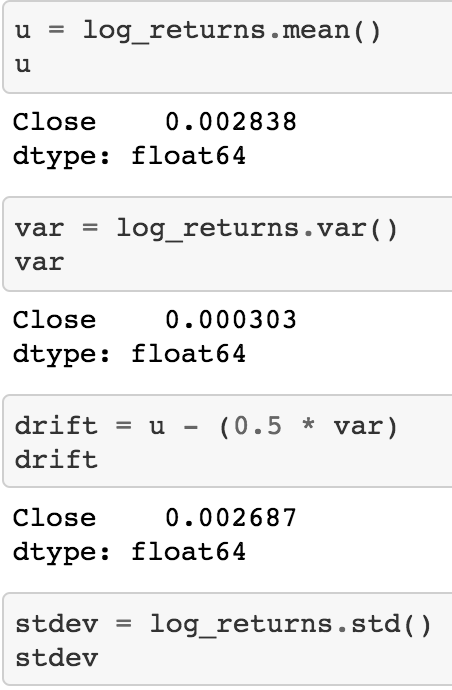 u = log_returns.mean()
u
Close    0.002838
dtype: float64
var = log_returns.var()
var
Close    0.000303
dtype: float64
drift = u - (0.5 * var)
drift
Close    0.002687
dtype: float64
stdev = log_returns.std()
stdev